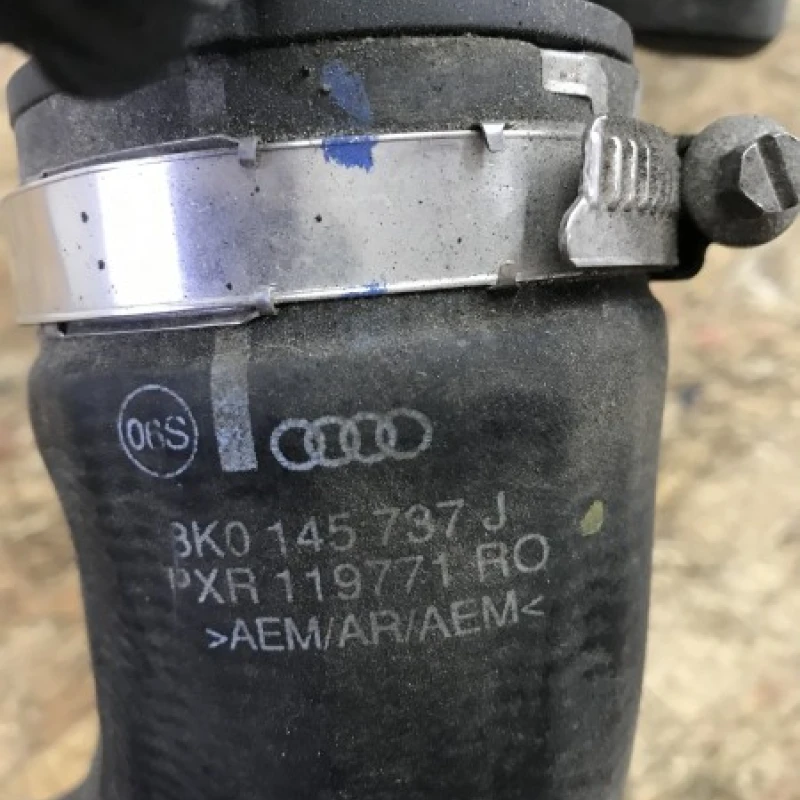 06S
8K0 145 737 J
PXR 119771 RO
>AEM/AR/AEM<